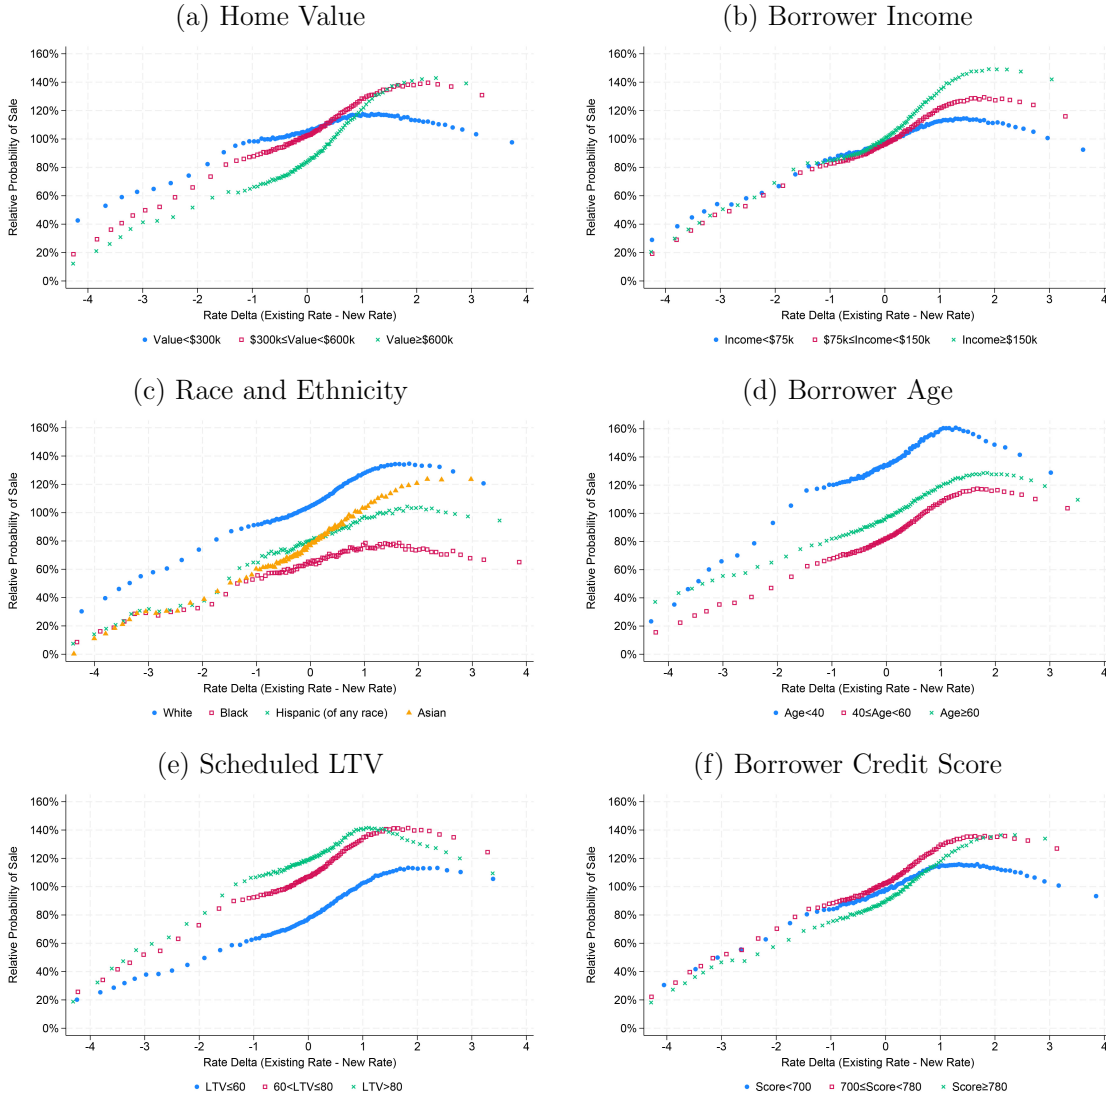 (a) Home Value
160%
140%
120%
100%
80%
60%
40%
20%
0%
Relative Probability of Sale
-4 -3 -2 -1 0 1 2 3 4
Rate Delta (Existing Rate - New Rate)
Value<$300k $300k≤Value<$600k Value≥$600k
(b) Borrower Income
160%
140%
120%
100%
80%
60%
40%
20%
0%
Relative Probability of Sale
-4 -3 -2 -1 0 1 2 3 4
Rate Delta (Existing Rate - New Rate)
Income<$75k $75k≤Income<$150k Income≥$150k
(c) Race and Ethnicity
160%
140%
120%
100%
80%
60%
40%
20%
0%
Relative Probability of Sale
-4 -3 -2 -1 0 1 2 3 4
Rate Delta (Existing Rate - New Rate)
White Black Hispanic (of any race) Asian
(d) Borrower Age
160%
140%
120%
100%
80%
60%
40%
20%
0%
Relative Probability of Sale
-4 -3 -2 -1 0 1 2 3 4
Rate Delta (Existing Rate - New Rate)
Age<40 40≤Age<60 Age≥60
(e) Scheduled LTV
160%
140%
120%
100%
80%
60%
40%
20%
0%
Relative Probability of Sale
-4 -3 -2 -1 0 1 2 3 4
Rate Delta (Existing Rate - New Rate)
LTV≤60 60<LTV≤80 LTV>80
(f) Borrower Credit Score
160%
140%
120%
100%
80%
60%
40%
20%
0%
Relative Probability of Sale
-4 -3 -2 -1 0 1 2 3 4
Rate Delta (Existing Rate - New Rate)
Score<700 700≤Score<780 Score≥780